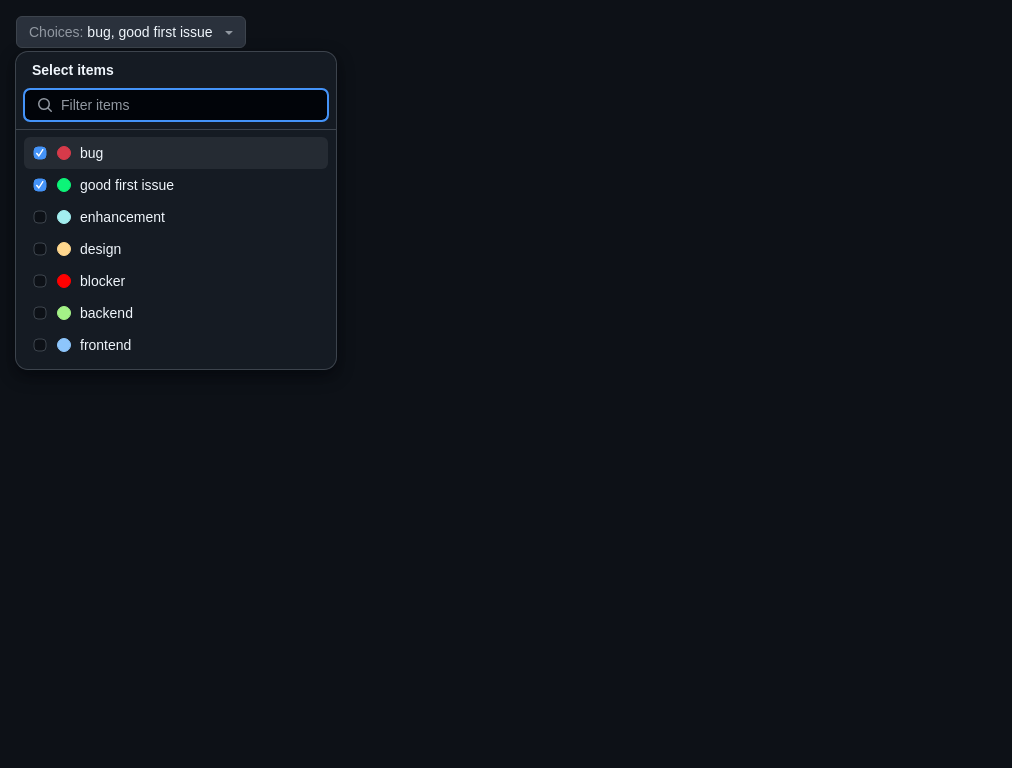 Choices: bug, good first issue
Select items
Filter items
bug
good first issue
enhancement
design
blocker
backend
frontend